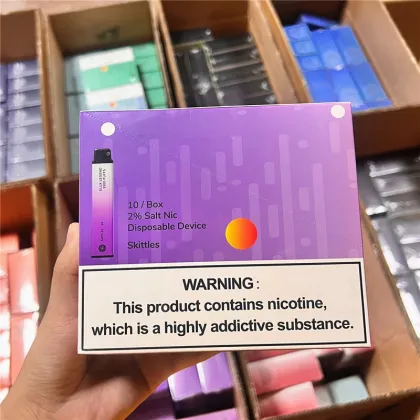 10 / Box
2% Salt Nic
Disposable Device
Skittles
WARNING:
This product contains nicotine,
which is a highly addictive substance.